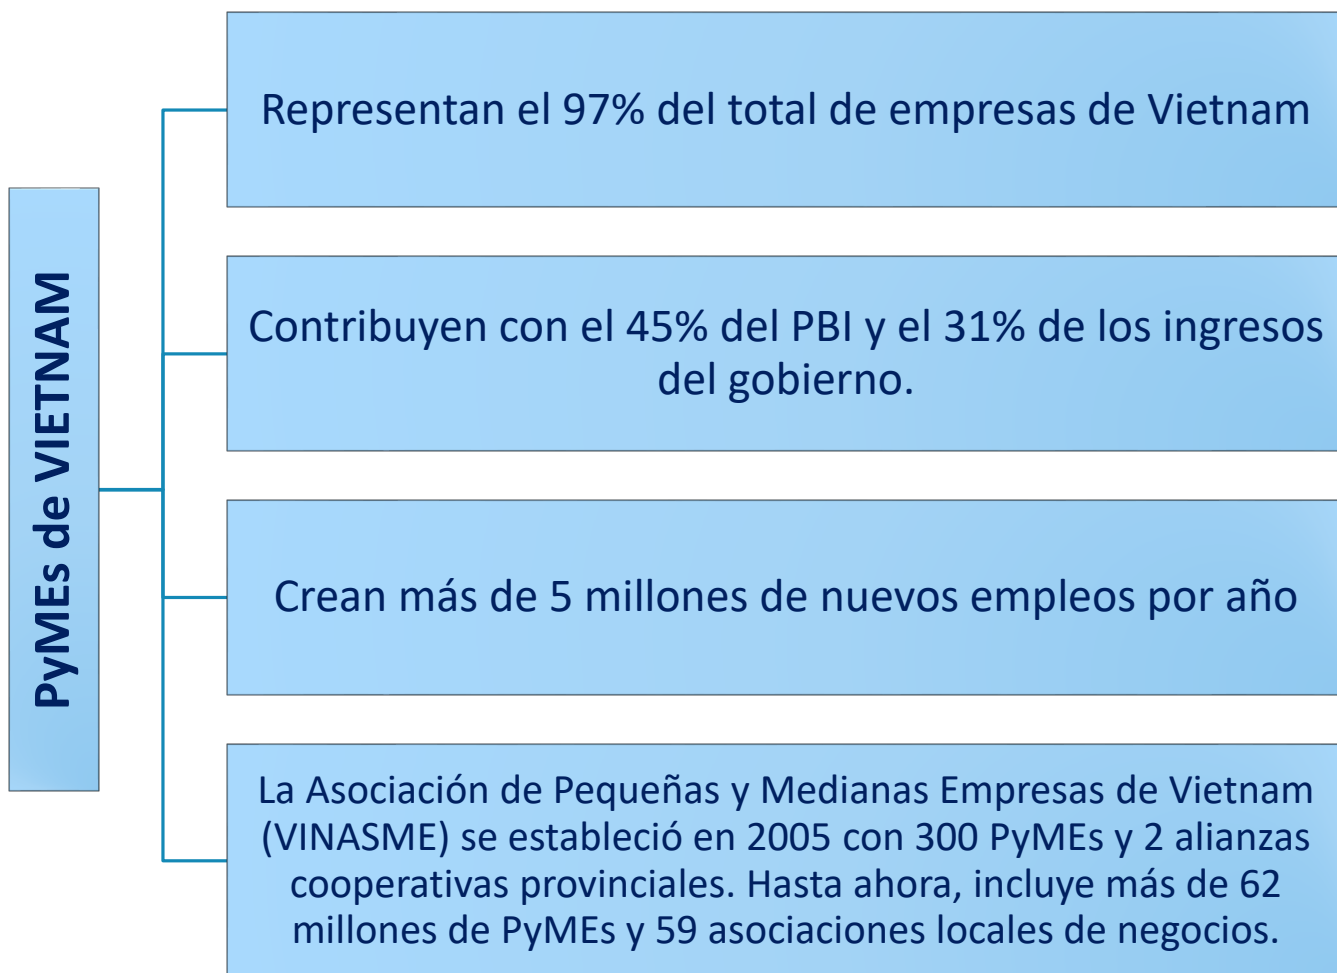 PyMEs de VIETNAM
Representan el 97% del total de empresas de Vietnam
Contribuyen con el 45% del PBI y el 31% de los ingresos
del gobierno.
Crean más de 5 millones de nuevos empleos por año
La Asociación de Pequeñas y Medianas Empresas de Vietnam
(VINASME) se estableció en 2005 con 300 PyMEs y 2 alianzas
cooperativas provinciales. Hasta ahora, incluye más de 62
millones de PyMEs y 59 asociaciones locales de negocios.